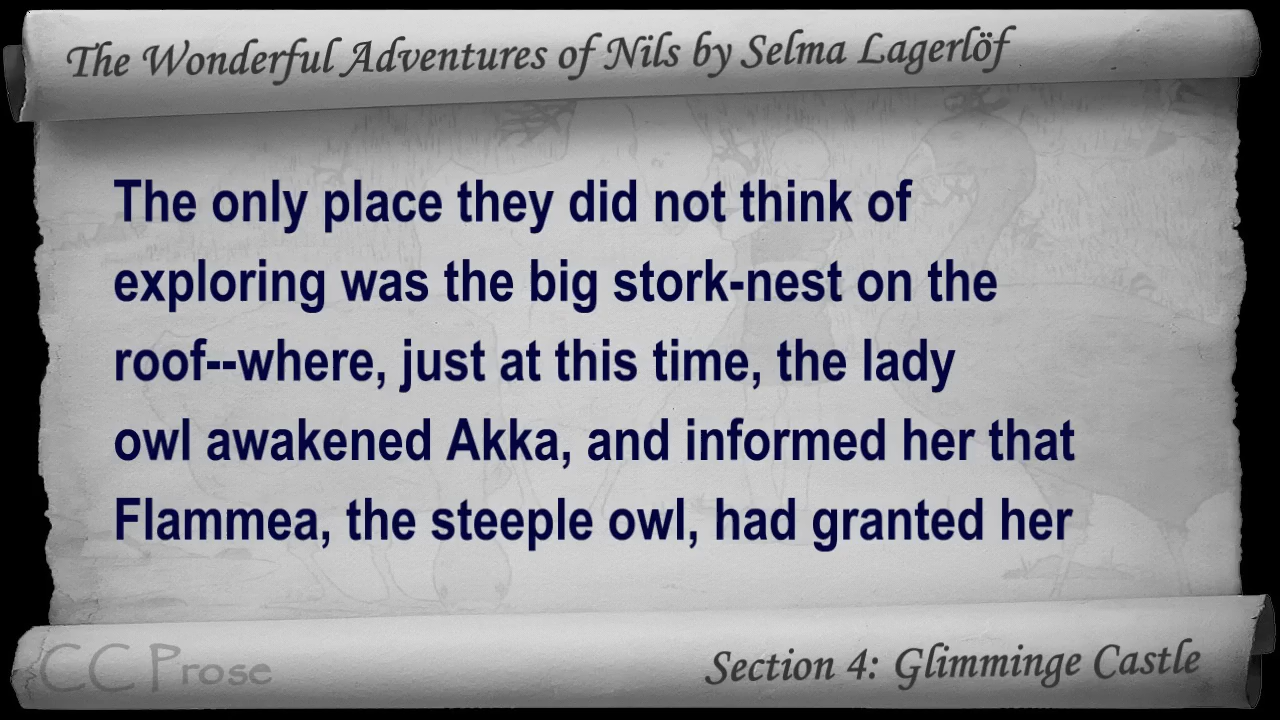 The Wonderful Adventures of Nils by Selma Lagerlöf
The only place they did not think of
exploring was the big stork-nest on the
roof--where, just at this time, the lady
owl awakened Akka, and informed her that
Flammea, the steeple owl, had granted her
CC Prose
Section 4: Glimminge Castle